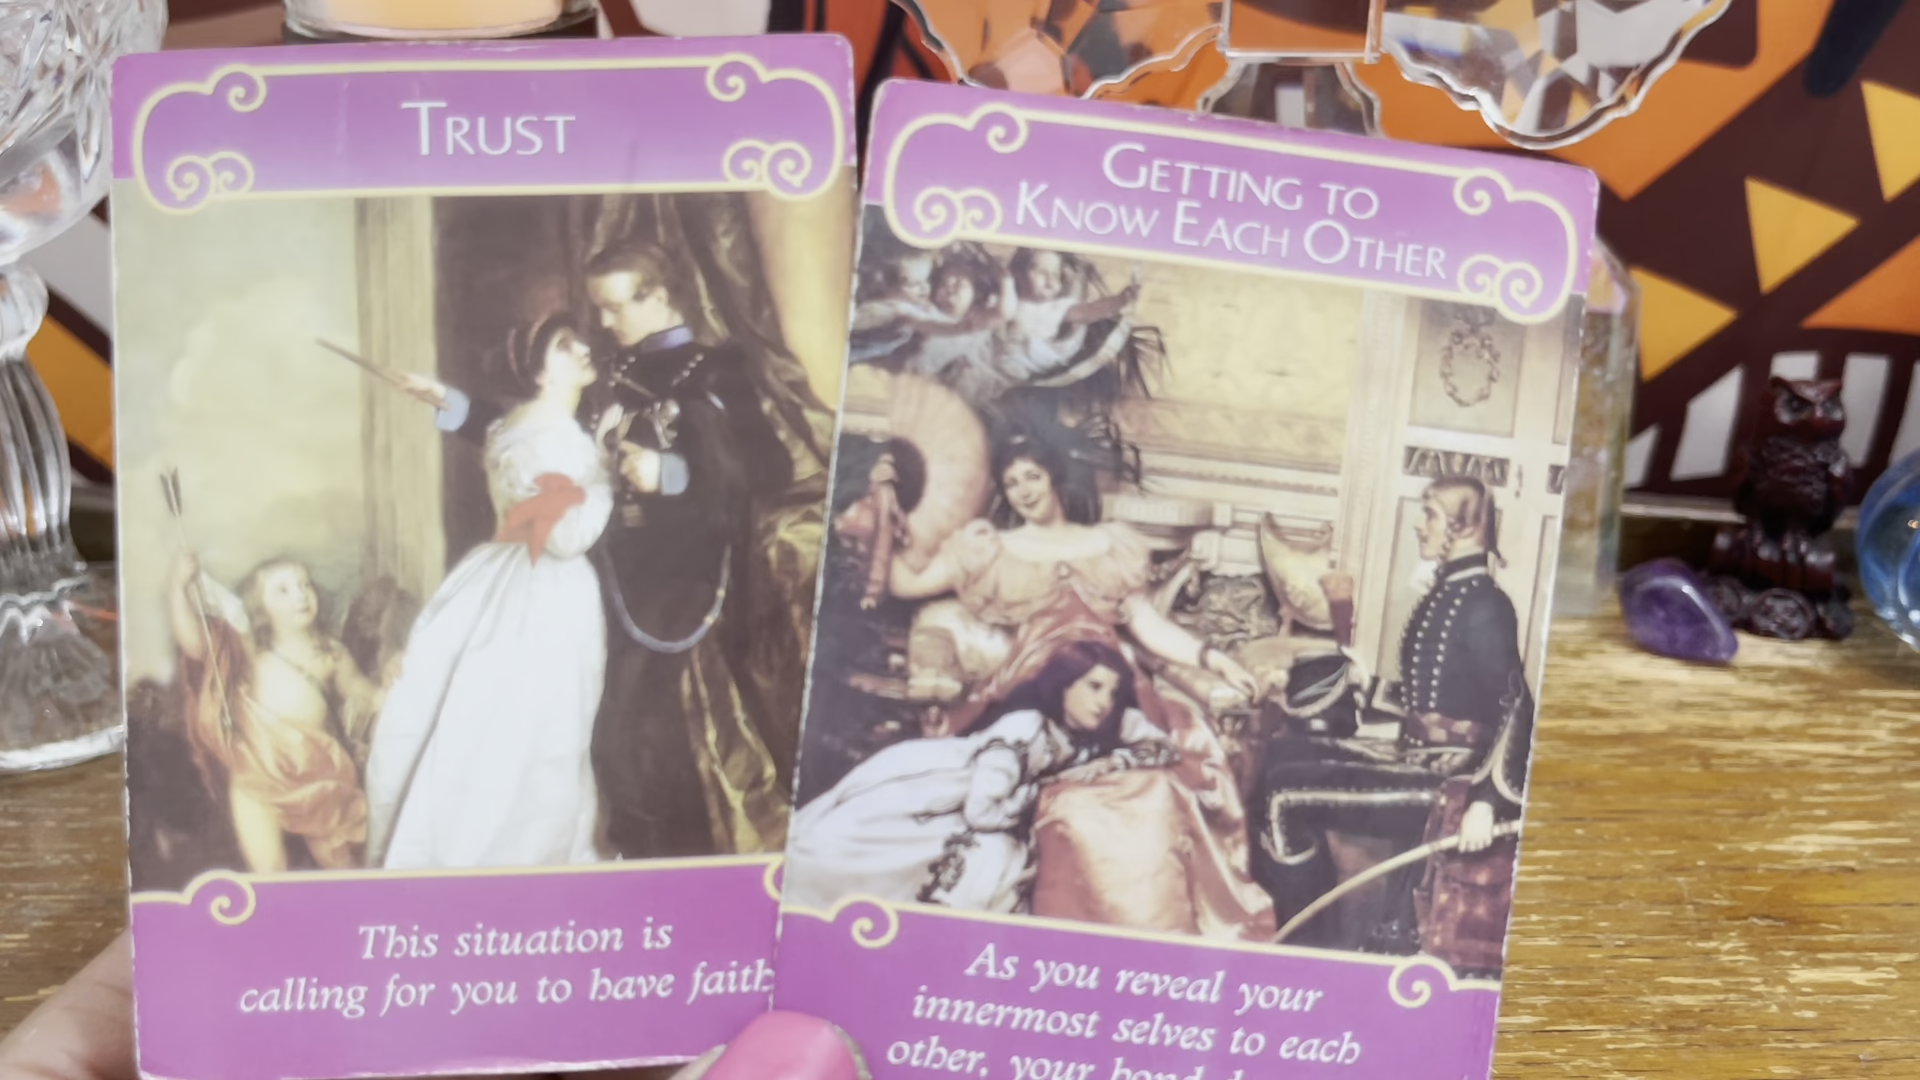 TRUST
This situation is
calling for you to have faith
GETTING TO
KNOW EACH OTHER
As you reveal your
innermost selves to each
other, your bond